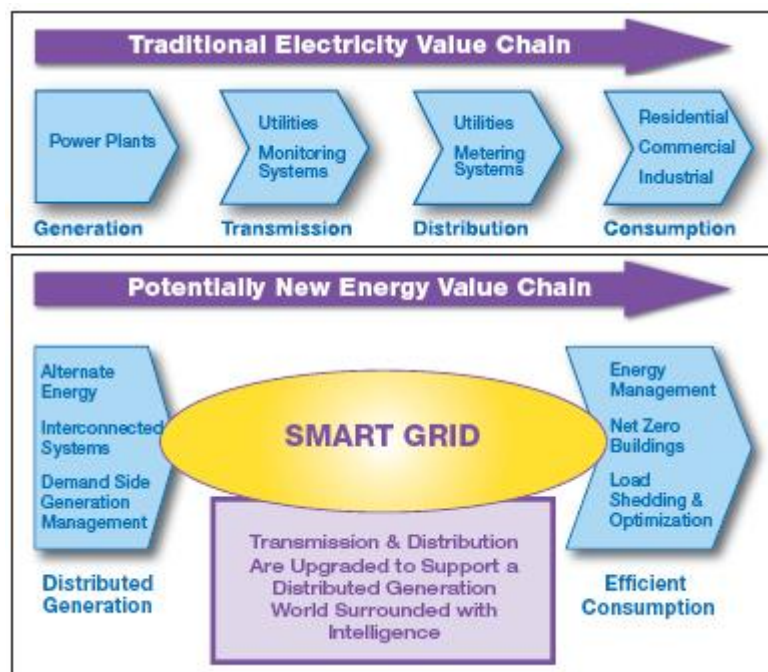 Traditional Electricity Value Chain
Power Plants
Generation
Utilities
Monitoring
Systems
Transmission
Utilities
Metering
Systems
Distribution
Residential
Commercial
Industrial
Consumption
Potentially New Energy Value Chain
Alternate
Energy
Interconnected
Systems
Demand Side
Generation
Management
Distributed
Generation
SMART GRID
Transmission & Distribution
Are Upgraded to Support a
Distributed Generation
World Surrounded with
Intelligence
Energy
Management
Net Zero
Buildings
Load
Shedding &
Optimization
Efficient
Consumption